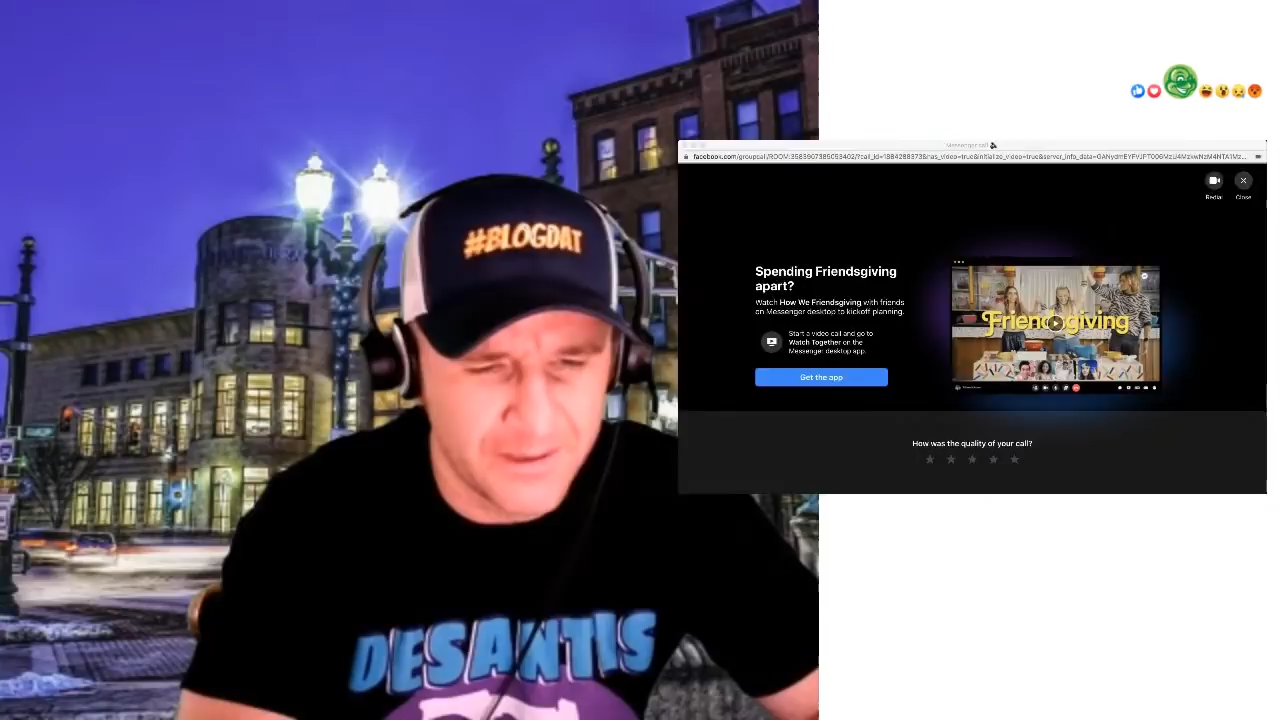 #BLOGDAT
DESANTIS
Messenger call
Redial
Close
Spending Friendsgiving
apart?
Watch How We Friendsgiving with friends
on Messenger desktop to kickoff planning.
Start a video call and go to
Watch Together on the
Messenger desktop app.
Get the app
Friendsgiving
How was the quality of your call?